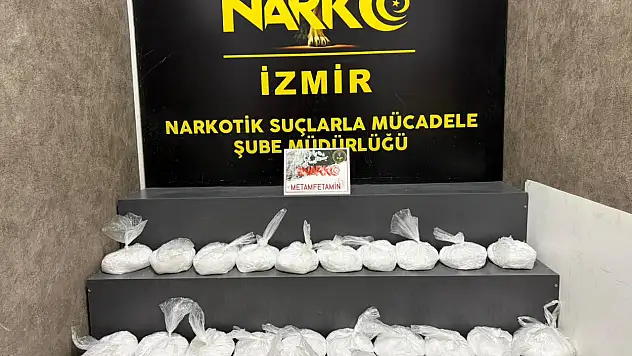 NARKO
İZMİR
NARKOTİK SUÇLARLA MÜCADELE
ŞUBE MÜDÜRLÜĞÜ
NARKO
METAMFETAMİN